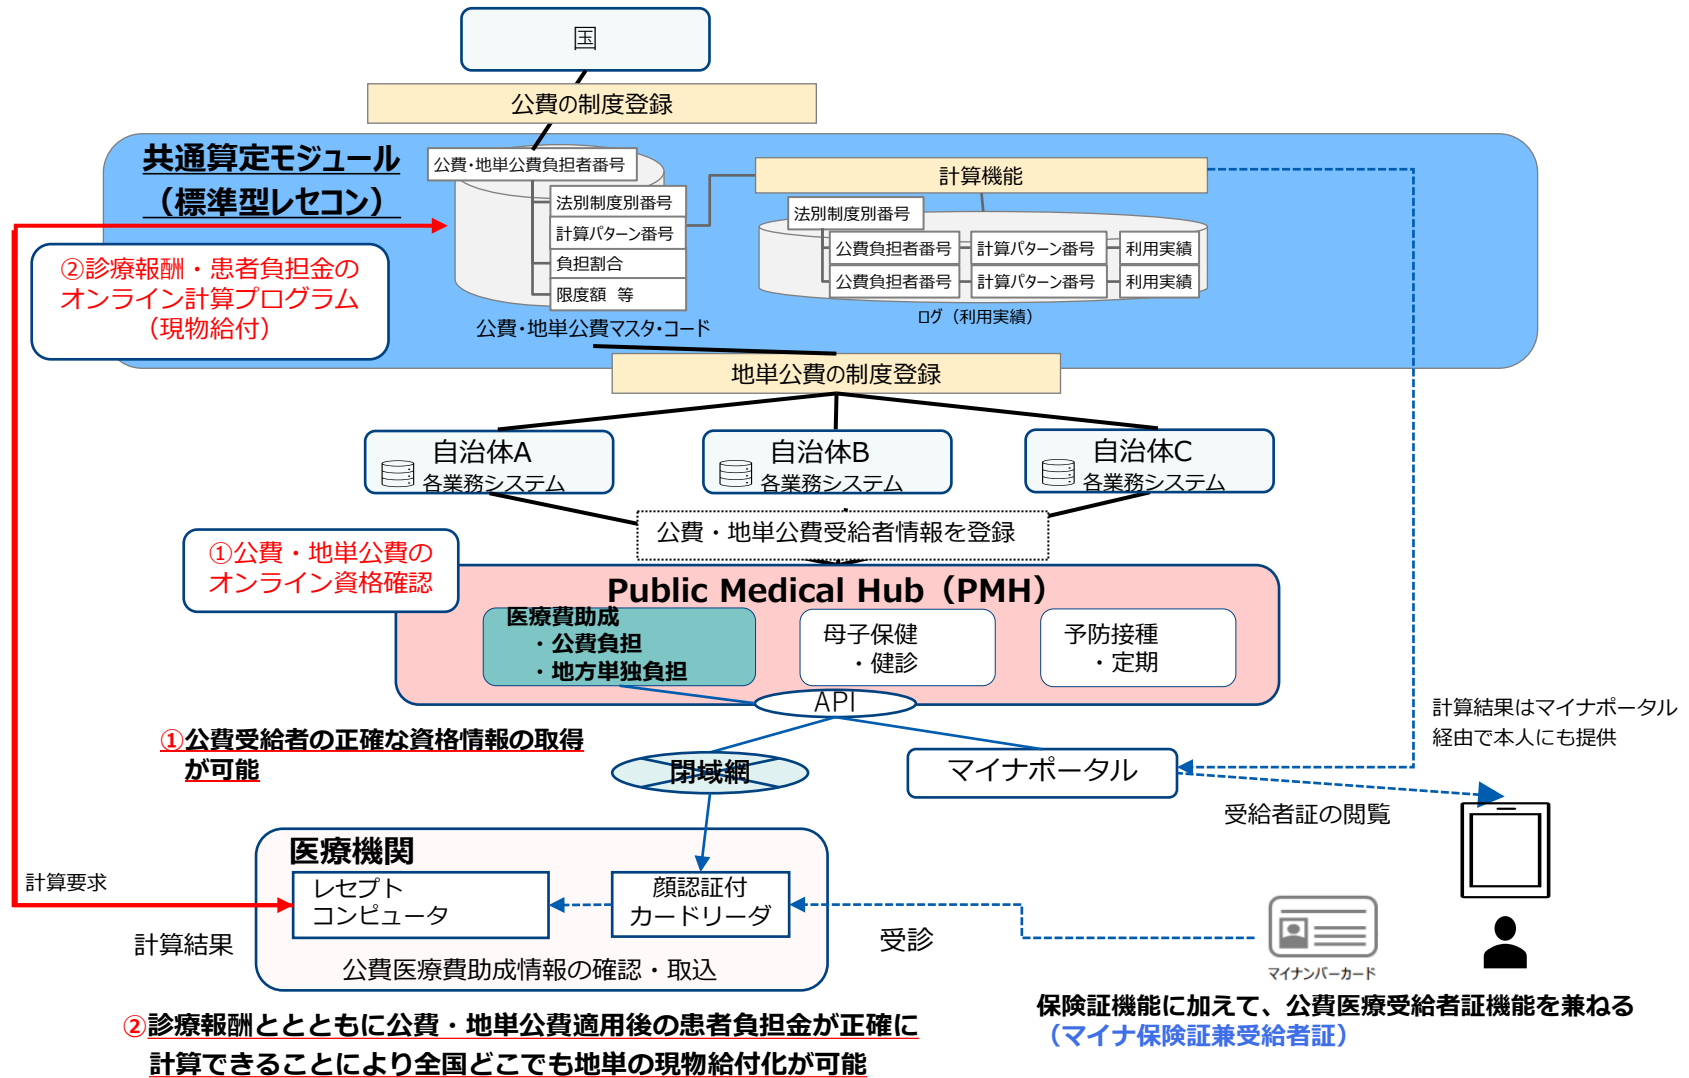 国
公費の制度登録
共通算定モジュール
（標準型レセコン）
公費・地単公費負担者番号
法別制度別番号
計算パターン番号
負担割合
限度額 等
公費・地単公費マスタ・コード
計算機能
法別制度別番号
公費負担者番号 計算パターン番号 利用実績
公費負担者番号 計算パターン番号 利用実績
ログ（利用実績）
②診療報酬・患者負担金の
オンライン計算プログラム
（現物給付）
地単公費の制度登録
自治体A
各業務システム
自治体B
各業務システム
自治体C
各業務システム
公費・地単公費受給者情報を登録
①公費・地単公費の
オンライン資格確認
Public Medical Hub（PMH）
医療費助成
・公費負担
・地方単独負担
母子保健
・健診
予防接種
・定期
API
①公費受給者の正確な資格情報の取得
が可能
閉域網
マイナポータル
計算結果はマイナポータル
経由で本人にも提供
受給者証の閲覧
医療機関
レセプト
コンピュータ
顔認証付
カードリーダ
公費医療費助成情報の確認・取込
計算要求
計算結果
受診
マイナンバーカード
保険証機能に加えて、公費医療受給者証機能を兼ねる
（マイナ保険証兼受給者証）
②診療報酬ととともに公費・地単公費適用後の患者負担金が正確に
計算できることにより全国どこでも地単の現物給付化が可能